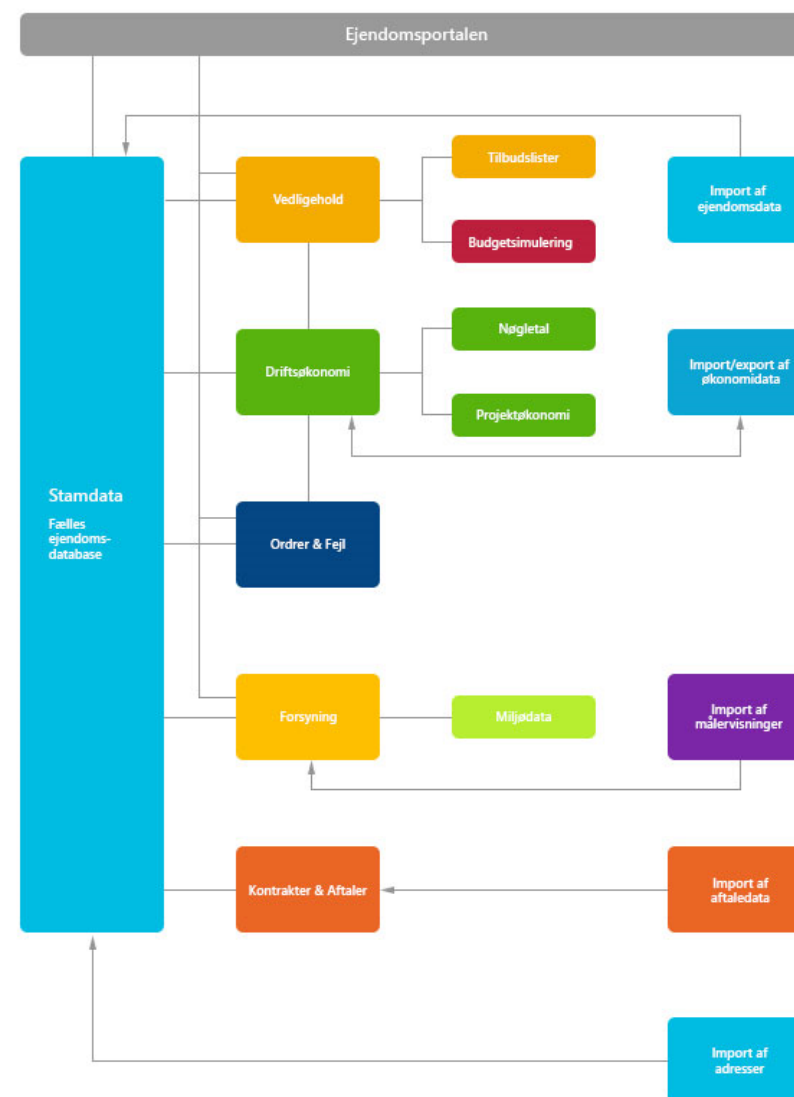 Ejendomsportalen
Tilbudslister
Vedligehold
Import af
ejendomsdata
Budgetsimulering
Nøgletal
Driftsøkonomi
Import/export af
økonomidata
Projektøkonomi
Stamdata
Fælles
ejendoms-
database
Ordrer & Fejl
Forsyning
Miljødata
Import af
målervisninger
Kontrakter & Aftaler
Import af
aftaledata
Import af
adresser